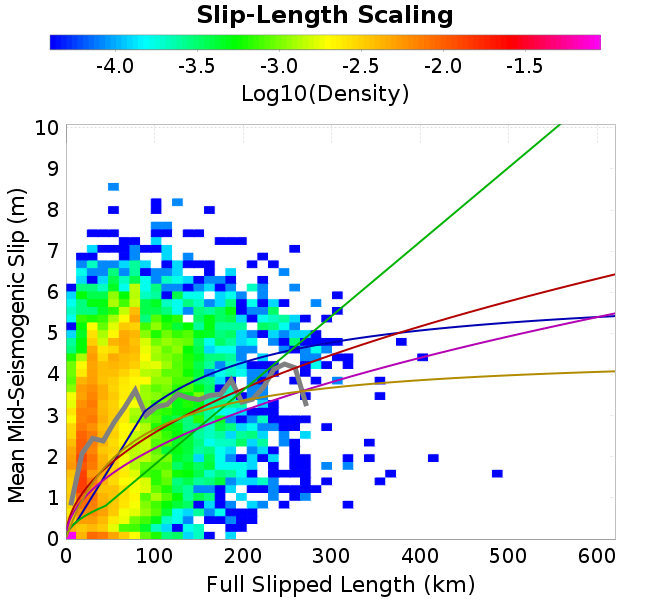 Slip-Length Scaling
-4.0 -3.5 -3.0 -2.5 -2.0 -1.5
Log10(Density)
Mean Mid-Seismogenic Slip (m)
10
9
8
7
6
5
4
3
2
1
0
0 100 200 300 400 500 600
Full Slipped Length (km)